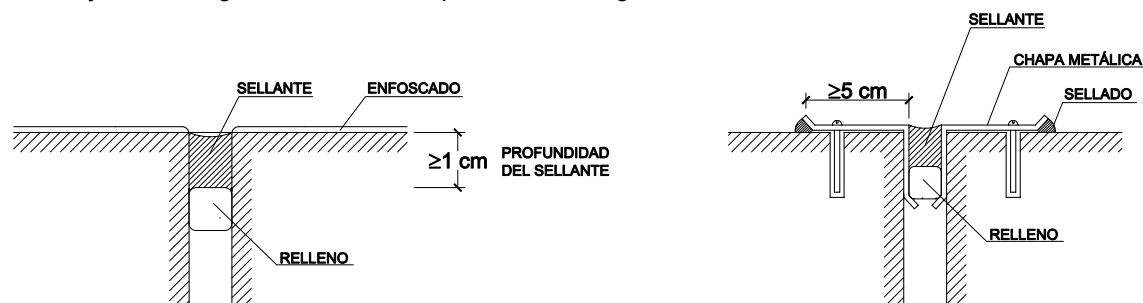 SELLANTE
ENFOSCADO
≥1 cm
PROFUNDIDAD
DEL SELLANTE
RELLENO
SELLANTE
CHAPA METÁLICA
≥5 cm
SELLADO
RELLENO